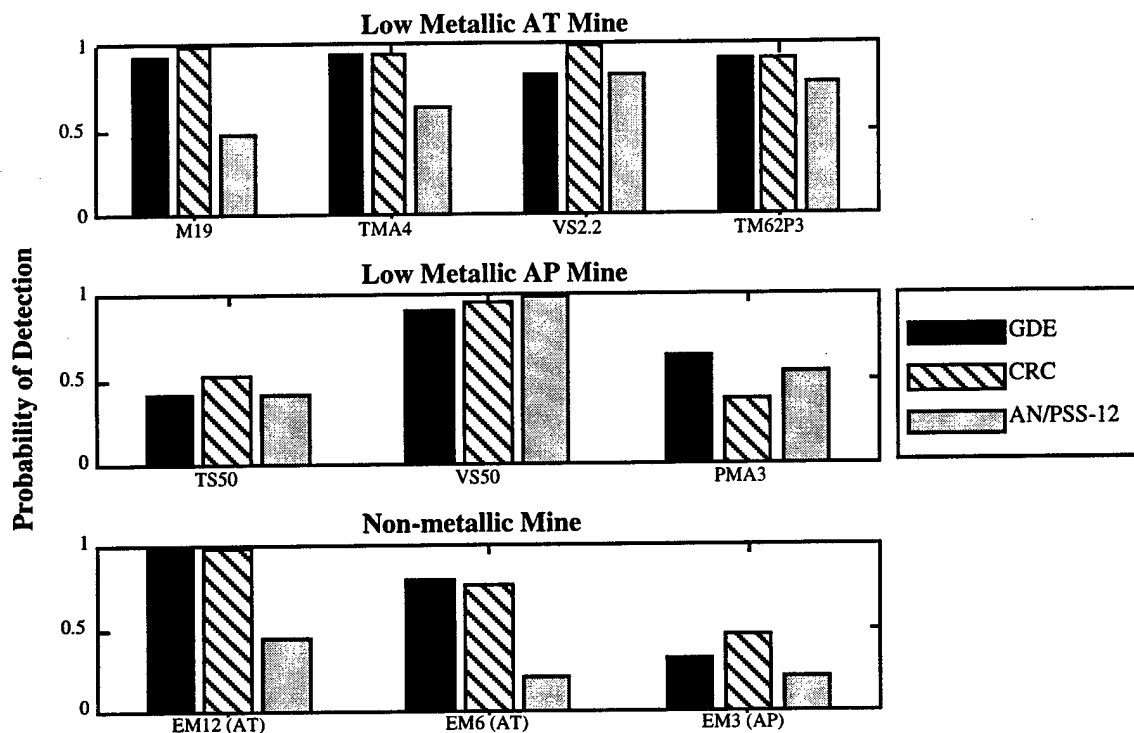 Low Metallic AT Mine
1
0.5
0
M19 TMA4 VS2.2 TM62P3
Low Metallic AP Mine
1
0.5
0
TS50 VS50 PMA3
Non-metallic Mine
1
0.5
0
EM12 (AT) EM6 (AT) EM3 (AP)
Probability of Detection
GDE
CRC
AN/PSS-12